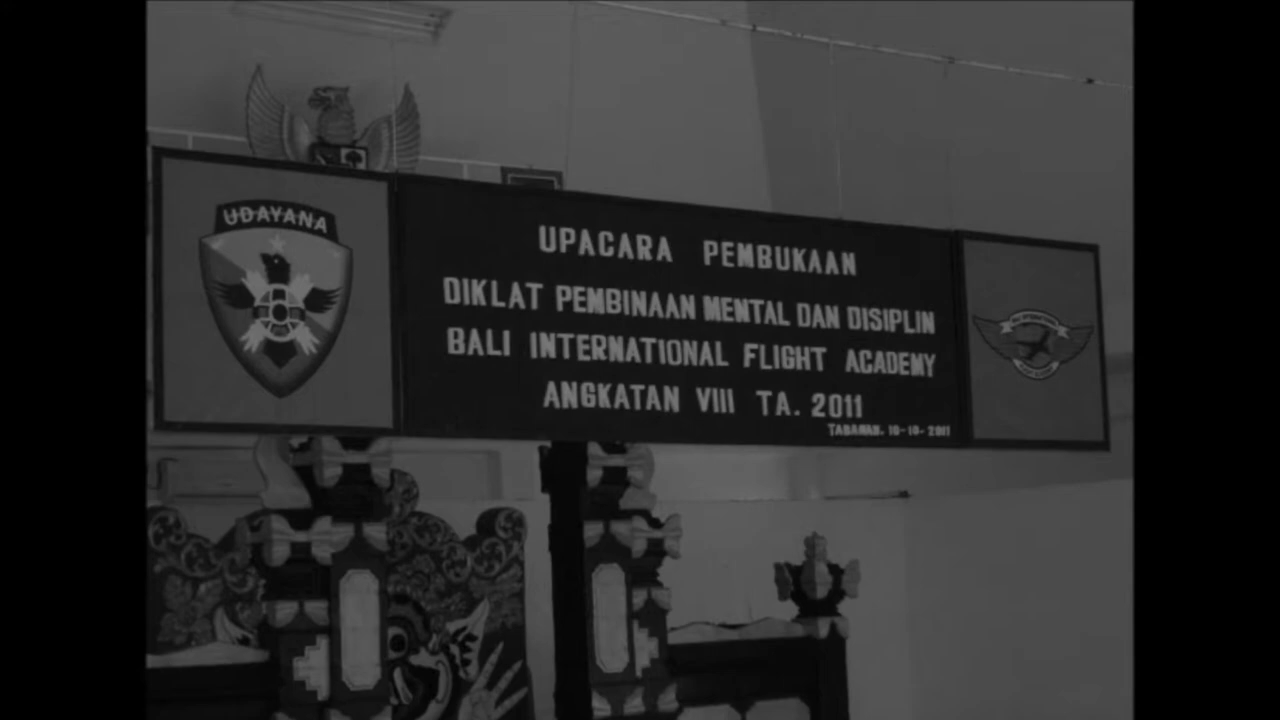 UDAYANA
UPACARA PEMBUKAAN
DIKLAT PEMBINAAN MENTAL DAN DISIPLIN
BALI INTERNATIONAL FLIGHT ACADEMY
ANGKATAN VIII TA. 2011
TABANAN, 10-10-2011